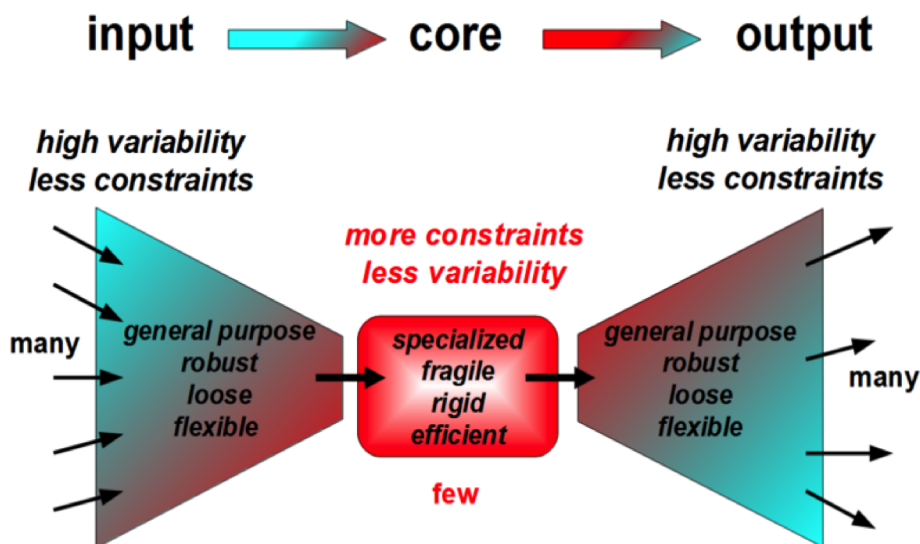 input
core
output
high variability
less constraints
high variability
less constraints
more constraints
less variability
many
general purpose
robust
loose
flexible
specialized
fragile
rigid
efficient
general purpose
robust
loose
flexible
many
few